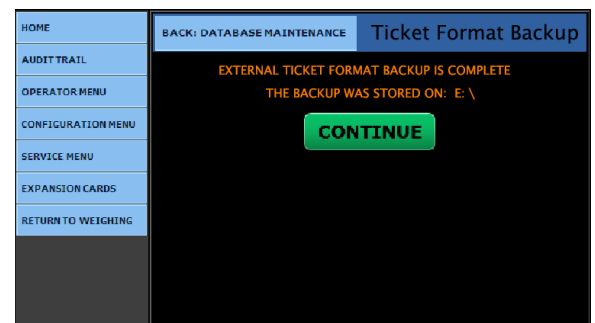 HOME
AUDIT TRAIL
OPERATOR MENU
CONFIGURATION MENU
SERVICE MENU
EXPANSION CARDS
RETURN TO WEIGHING
BACK: DATABASE MAINTENANCE
Ticket Format Backup
EXTERNAL TICKET FORMAT BACKUP IS COMPLETE
THE BACKUP WAS STORED ON: E: \
CONTINUE